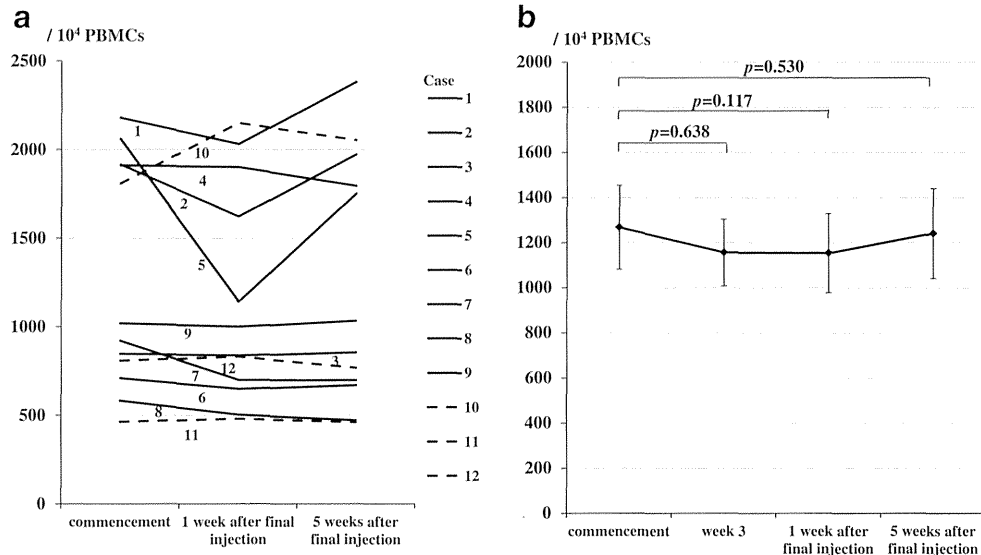 a
/ 10⁴ PBMCs
2500
2000
1500
1000
500
0
1
10
4
2
5
9
3
12
7
6
8
11
commencement
1 week after final
injection
5 weeks after
final injection
Case
1
2
3
4
5
6
7
8
9
10
11
12
b
/ 10⁴ PBMCs
2000
1800
1600
1400
1200
1000
800
600
400
200
0
p=0.530
p=0.117
p=0.638
commencement
week 3
1 week after
final injection
5 weeks after
final injection